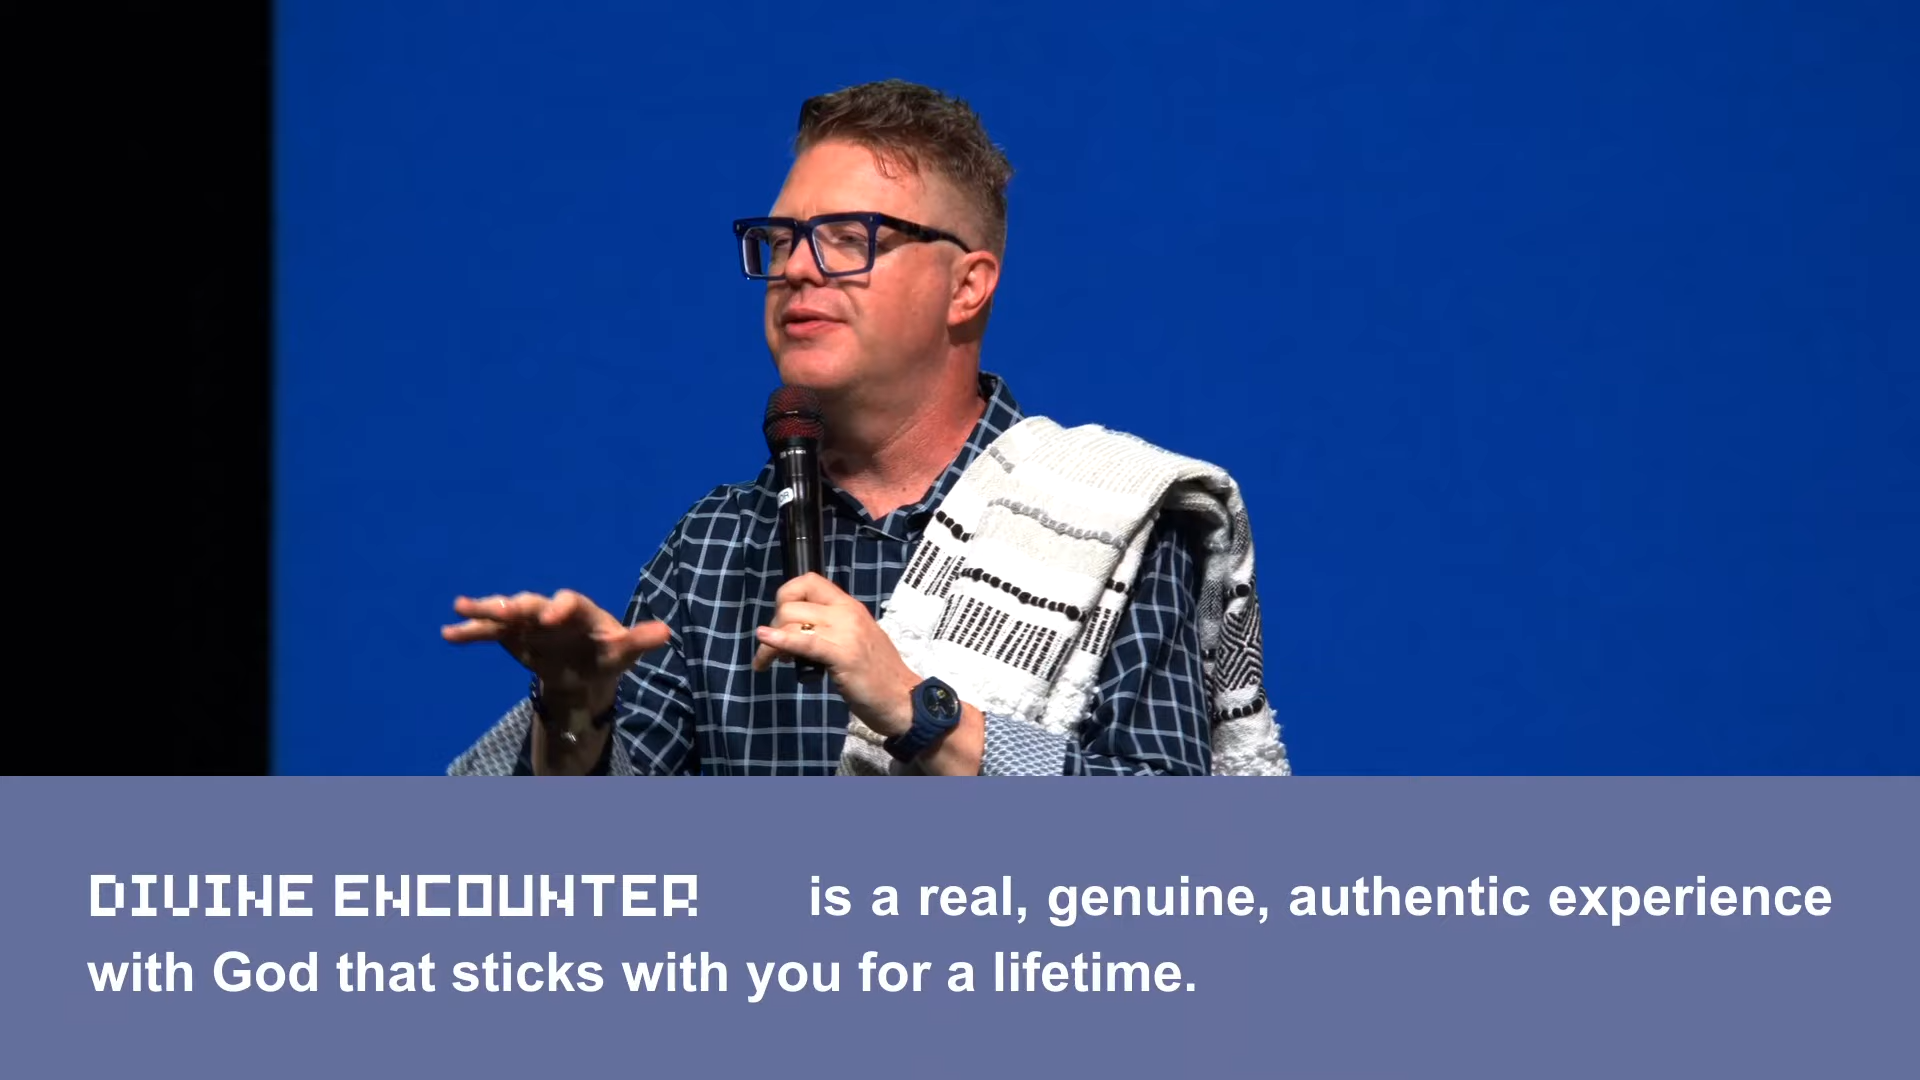 DIVINE ENCOUNTER is a real, genuine, authentic experience
with God that sticks with you for a lifetime.